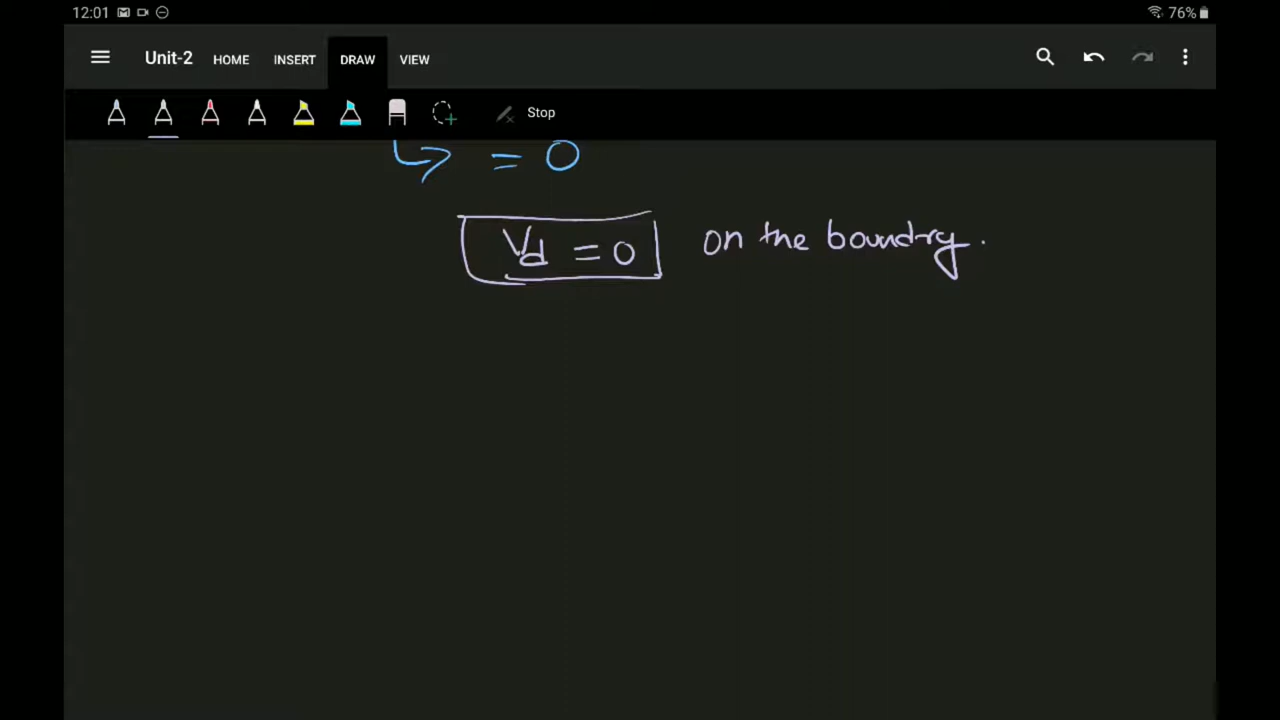 12:01 76%
Unit-2 HOME INSERT DRAW VIEW
Stop
= 0
Vd = 0 on the boundry.